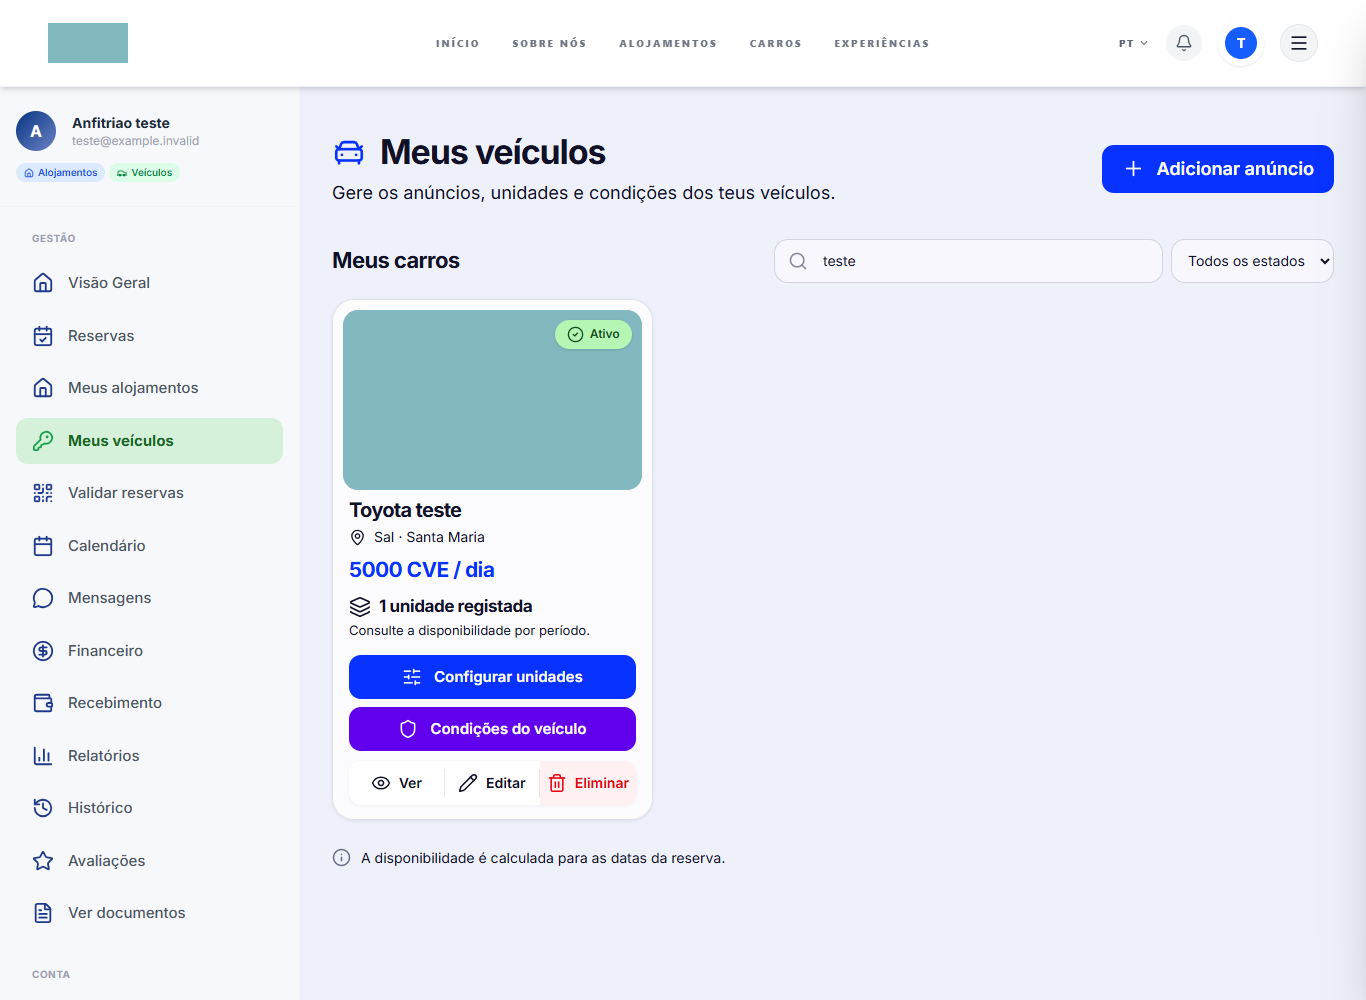 INÍCIO SOBRE NÓS ALOJAMENTOS CARROS EXPERIÊNCIAS PT T
A Anfitriao teste
teste@example.invalid
Alojamentos Veículos
GESTÃO
Visão Geral
Reservas
Meus alojamentos
Meus veículos
Validar reservas
Calendário
Mensagens
Financeiro
Recebimento
Relatórios
Histórico
Avaliações
Ver documentos
CONTA
Meus veículos
Gere os anúncios, unidades e condições dos teus veículos.
Adicionar anúncio
Meus carros
teste
Todos os estados
Ativo
Toyota teste
Sal · Santa Maria
5000 CVE / dia
1 unidade registada
Consulte a disponibilidade por período.
Configurar unidades
Condições do veículo
Ver Editar Eliminar
A disponibilidade é calculada para as datas da reserva.